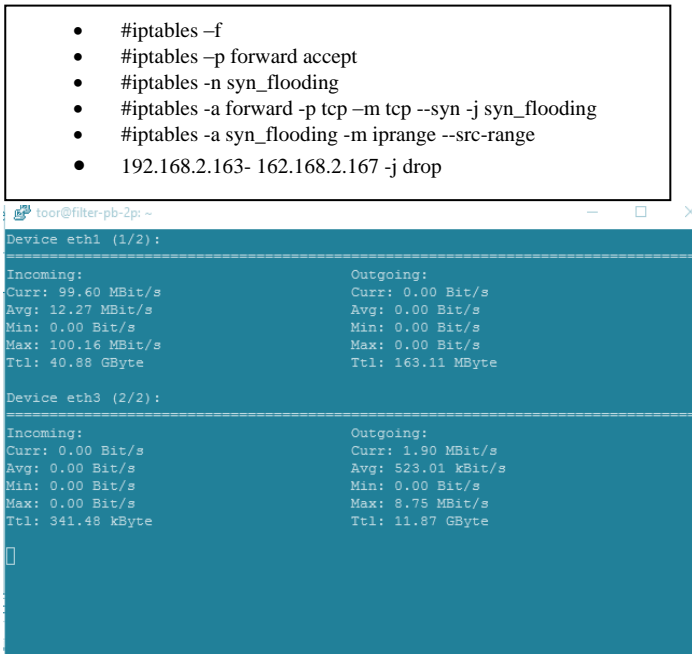 • #iptables –f
• #iptables –p forward accept
• #iptables -n syn_flooding
• #iptables -a forward -p tcp –m tcp --syn -j syn_flooding
• #iptables -a syn_flooding -m iprange --src-range
• 192.168.2.163- 162.168.2.167 -j drop
toor@filter-pb-2p: ~
Device eth1 (1/2):
Incoming: Outgoing:
Curr: 99.60 MBit/s Curr: 0.00 Bit/s
Avg: 12.27 MBit/s Avg: 0.00 Bit/s
Min: 0.00 Bit/s Min: 0.00 Bit/s
Max: 100.16 MBit/s Max: 0.00 Bit/s
Ttl: 40.88 GByte Ttl: 163.11 MByte
Device eth3 (2/2):
Incoming: Outgoing:
Curr: 0.00 Bit/s Curr: 1.90 MBit/s
Avg: 0.00 Bit/s Avg: 523.01 kBit/s
Min: 0.00 Bit/s Min: 0.00 Bit/s
Max: 0.00 Bit/s Max: 8.75 MBit/s
Ttl: 341.48 kByte Ttl: 11.87 GByte